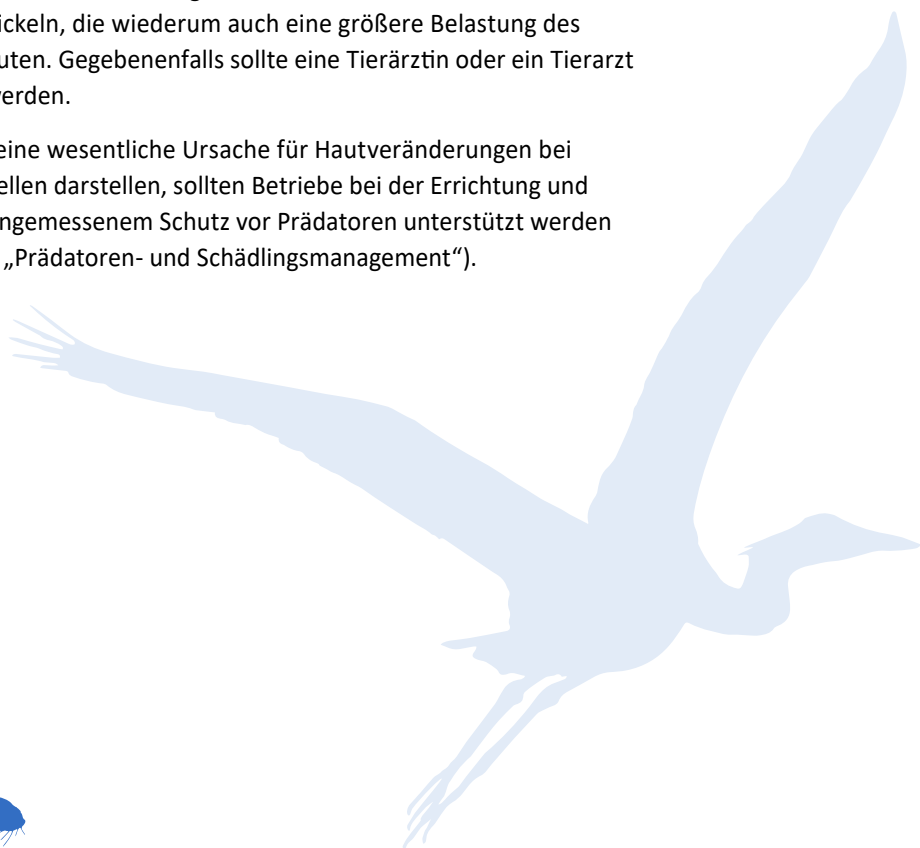 ickeln, die wiederum auch eine größere Belastung des
uten. Gegebenenfalls sollte eine Tierärztin oder ein Tierarzt
verden.
eine wesentliche Ursache für Hautveränderungen bei
ellen darstellen, sollten Betriebe bei der Errichtung und
ngemessenem Schutz vor Prädatoren unterstützt werden
„Prädatoren- und Schädlingsmanagement“).